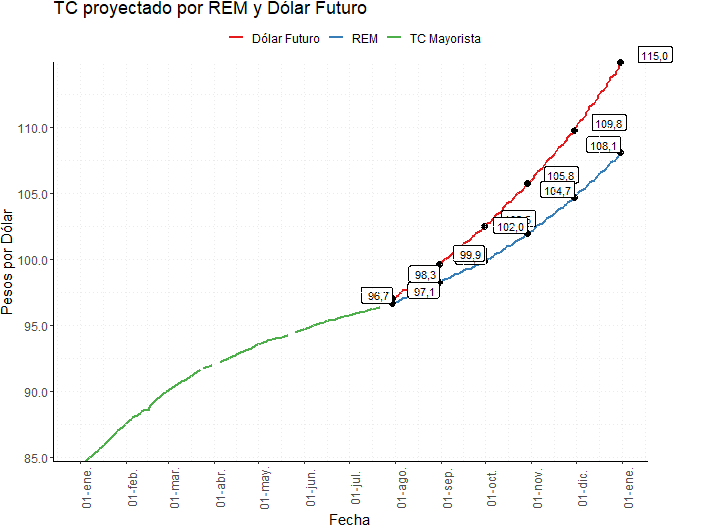 TC proyectado por REM y Dólar Futuro
Dólar Futuro REM TC Mayorista
115,0
109,8
108,1
105,8
104,7
102,0
99,9
98,3
97,1
96,7
110.0
105.0
100.0
95.0
90.0
85.0
Pesos por Dólar
01-ene.
01-feb.
01-mar.
01-abr.
01-may.
01-jun.
01-jul.
01-ago.
01-sep.
01-oct.
01-nov.
01-dic.
01-ene.
Fecha